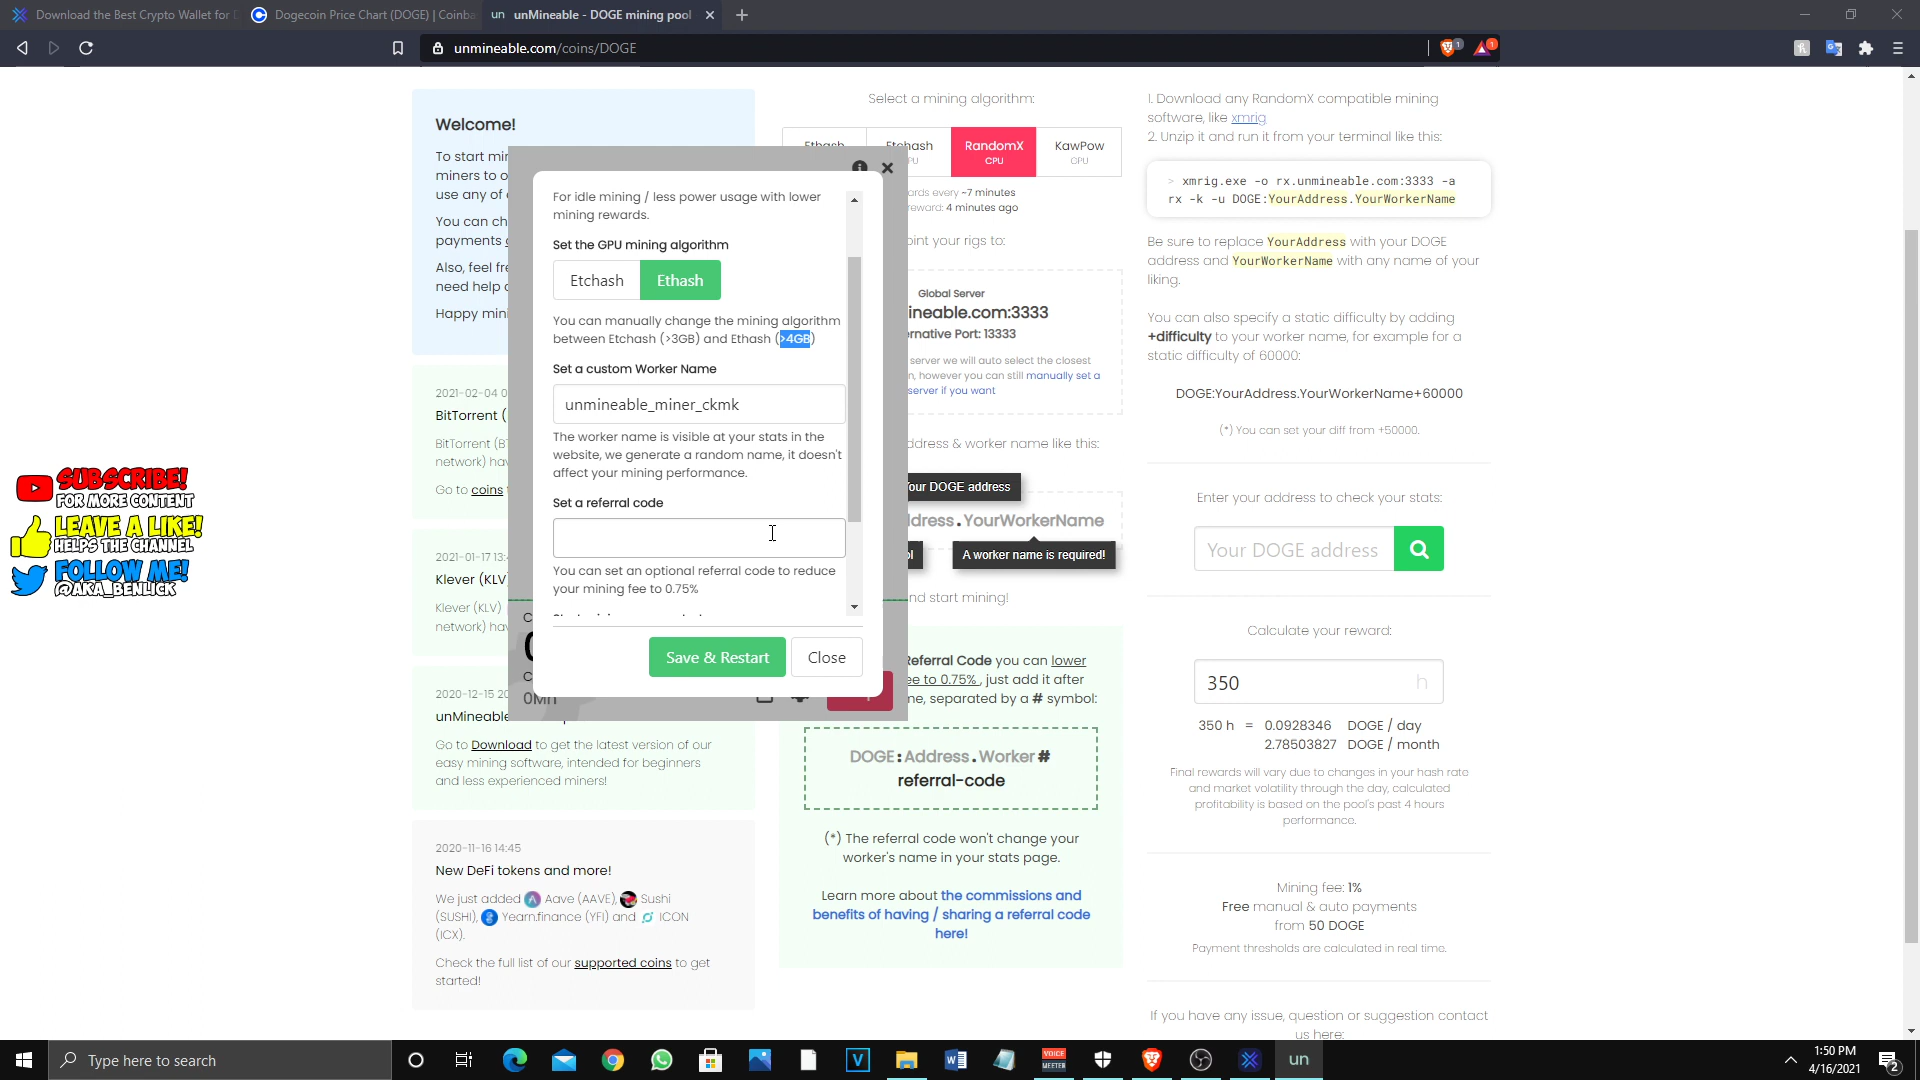 Download the Best Crypto Wallet for
Dogecoin Price Chart (DOGE) | Coinba
un unMineable - DOGE mining pool
unmineable.com/coins/DOGE
Welcome!
To start mi
miners to o
use any of
You can ch
payments
Also, feel fr
need help
Happy mini
2021-02-04 0
BitTorrent (
BitTorrent (B
network) hav
Go to coins
2021-01-17 13:
Klever (KLV)
Klever (KLV)
network) hav
2020-12-15 20
unMineable
Go to Download to get the latest version of our
easy mining software, intended for beginners
and less experienced miners!
2020-11-16 14:45
New DeFi tokens and more!
We just added Aave (AAVE), Sushi
(SUSHI), Yearn.finance (YFI) and ICON
(ICX).
Check the full list of our supported coins to get
started!
SUBSCRIBE!
FOR MORE CONTENT
LEAVE A LIKE!
HELPS THE CHANNEL
FOLLOW ME!
@AKA_BENLICK
For idle mining / less power usage with lower
mining rewards.
Set the GPU mining algorithm
Etchash Ethash
You can manually change the mining algorithm
between Etchash (>3GB) and Ethash (>4GB)
Set a custom Worker Name
unmineable_miner_ckmk
The worker name is visible at your stats in the
website, we generate a random name, it doesn't
affect your mining performance.
Set a referral code
You can set an optional referral code to reduce
your mining fee to 0.75%
Save & Restart Close
0Mh
Select a mining algorithm:
Ethash Etchash RandomX KawPow
CPU GPU
ords every ~7 minutes
reward: 4 minutes ago
oint your rigs to:
Global Server
ineable.com:3333
ernative Port: 13333
server we will auto select the closest
n, however you can still manually set a
server if you want
ddress & worker name like this:
Your DOGE address
ddress.YourWorkerName
ol A worker name is required!
nd start mining!
Referral Code you can lower
ee to 0.75%, just add it after
me, separated by a # symbol:
DOGE:Address.Worker#
referral-code
(*) The referral code won't change your
worker's name in your stats page.
Learn more about the commissions and
benefits of having / sharing a referral code
here!
1. Download any RandomX compatible mining
software, like xmrig
2. Unzip it and run it from your terminal like this:
> xmrig.exe -o rx.unmineable.com:3333 -a
rx -k -u DOGE:YourAddress.YourWorkerName
Be sure to replace YourAddress with your DOGE
address and YourWorkerName with any name of your
liking.
You can also specify a static difficulty by adding
+difficulty to your worker name, for example for a
static difficulty of 60000:
DOGE:YourAddress.YourWorkerName+60000
(*) You can set your diff from +50000.
Enter your address to check your stats:
Your DOGE address
Calculate your reward:
350 h
350 h = 0.0928346 DOGE / day
2.78503827 DOGE / month
Final rewards will vary due to changes in your hash rate
and market volatility through the day, calculated
profitability is based on the pool's past 4 hours
performance.
Mining fee: 1%
Free manual & auto payments
from 50 DOGE
Payment thresholds are calculated in real time.
If you have any issue, question or suggestion contact
us here:
Type here to search
VOICE
MEETER
un
1:50 PM
4/16/2021
2